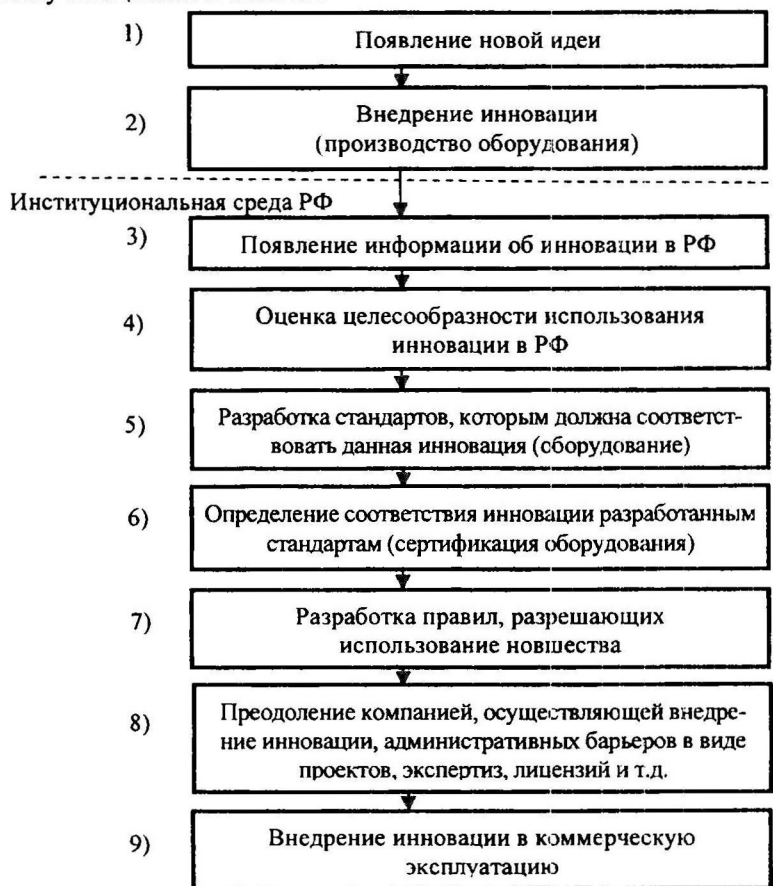 1) Появление новой идеи
2) Внедрение инновации
(производство оборудования)
Институциональная среда РФ
3) Появление информации об инновации в РФ
4) Оценка целесообразности использования
инновации в РФ
5) Разработка стандартов, которым должна соответст-
вовать данная инновация (оборудование)
6) Определение соответствия инновации разработанным
стандартам (сертификация оборудования)
7) Разработка правил, разрешающих
использование новшества
8) Преодоление компанией, осуществляющей внедре-
ние инновации, административных барьеров в виде
проектов, экспертиз, лицензий и т.д.
9) Внедрение инновации в коммерческую
эксплуатацию